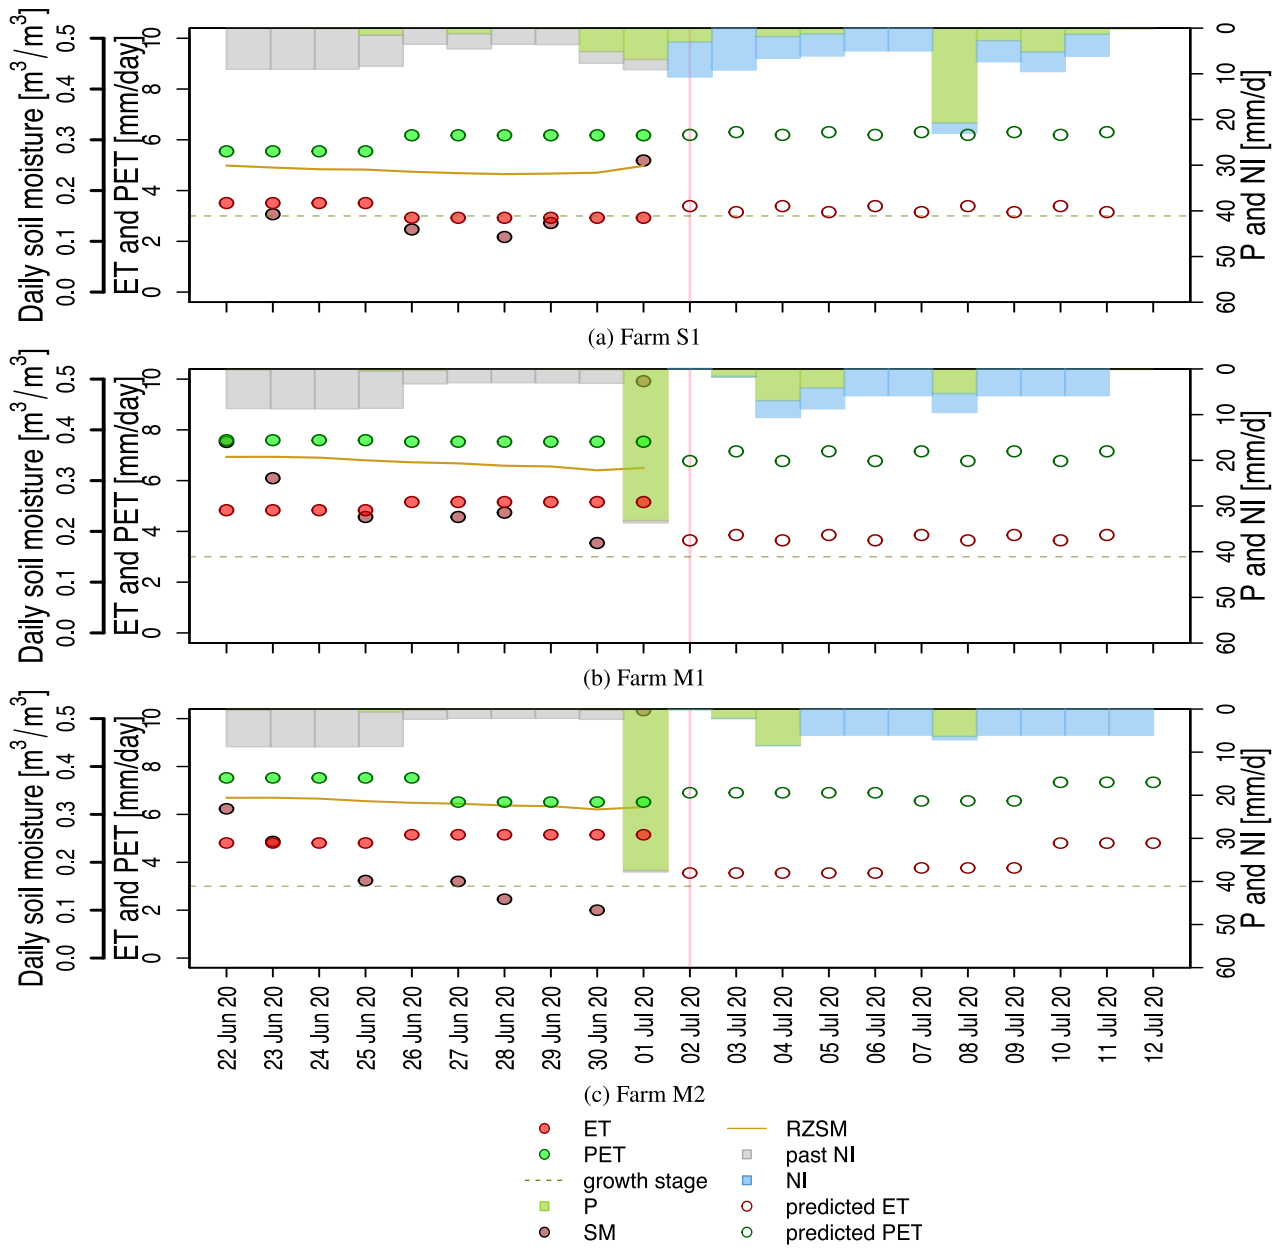 Daily soil moisture [m³/m³]
0.0 0.1 0.2 0.3 0.4 0.5
ET and PET [mm/day]
0 2 4 6 8 10
0 10 20 30 40 50 60
P and NI [mm/d]
(a) Farm S1
Daily soil moisture [m³/m³]
0.0 0.1 0.2 0.3 0.4 0.5
ET and PET [mm/day]
0 2 4 6 8 10
0 10 20 30 40 50 60
P and NI [mm/d]
(b) Farm M1
Daily soil moisture [m³/m³]
0.0 0.1 0.2 0.3 0.4 0.5
ET and PET [mm/day]
0 2 4 6 8 10
0 10 20 30 40 50 60
P and NI [mm/d]
22 Jun 20
23 Jun 20
24 Jun 20
25 Jun 20
26 Jun 20
27 Jun 20
28 Jun 20
29 Jun 20
30 Jun 20
01 Jul 20
02 Jul 20
03 Jul 20
04 Jul 20
05 Jul 20
06 Jul 20
07 Jul 20
08 Jul 20
09 Jul 20
10 Jul 20
11 Jul 20
12 Jul 20
(c) Farm M2
ET
PET
growth stage
P
SM
RZSM
past NI
NI
predicted ET
predicted PET